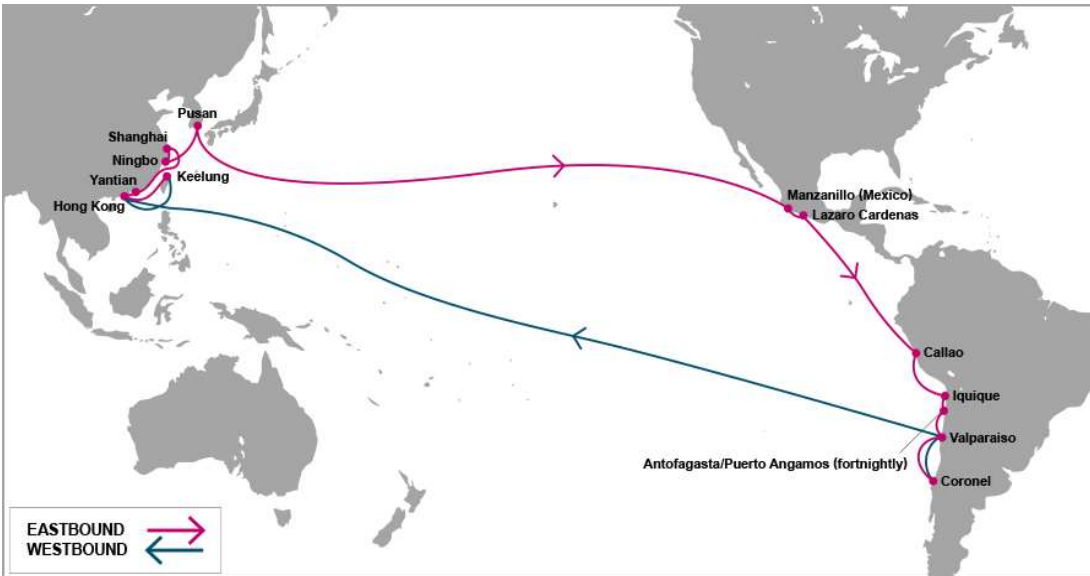 Pusan
Shanghai
Ningbo
Keelung
Yantian
Hong Kong
Manzanillo (Mexico)
Lazaro Cardenas
Callao
Iquique
Valparaiso
Antofagasta/Puerto Angamos (fortnightly)
Coronel
EASTBOUND
WESTBOUND